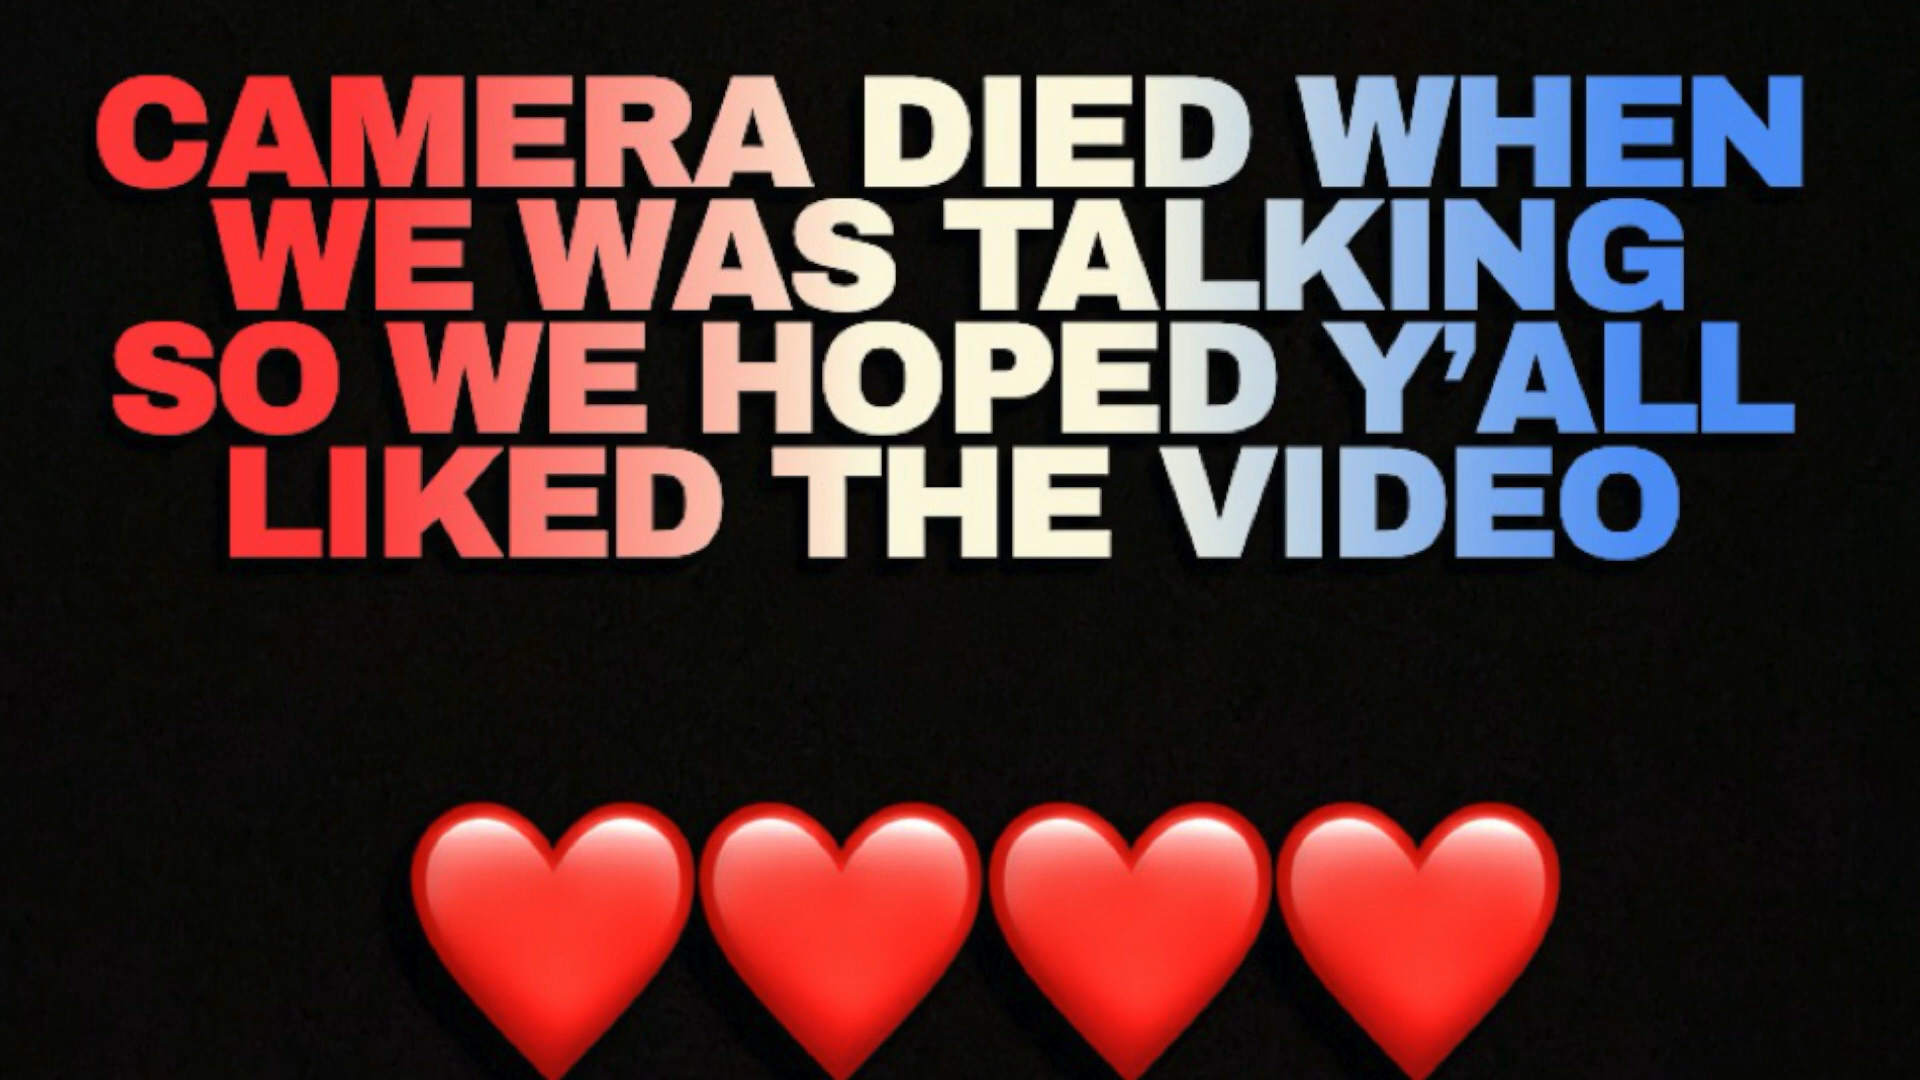 CAMERA DIED WHEN
WE WAS TALKING
SO WE HOPED Y’ALL
LIKED THE VIDEO